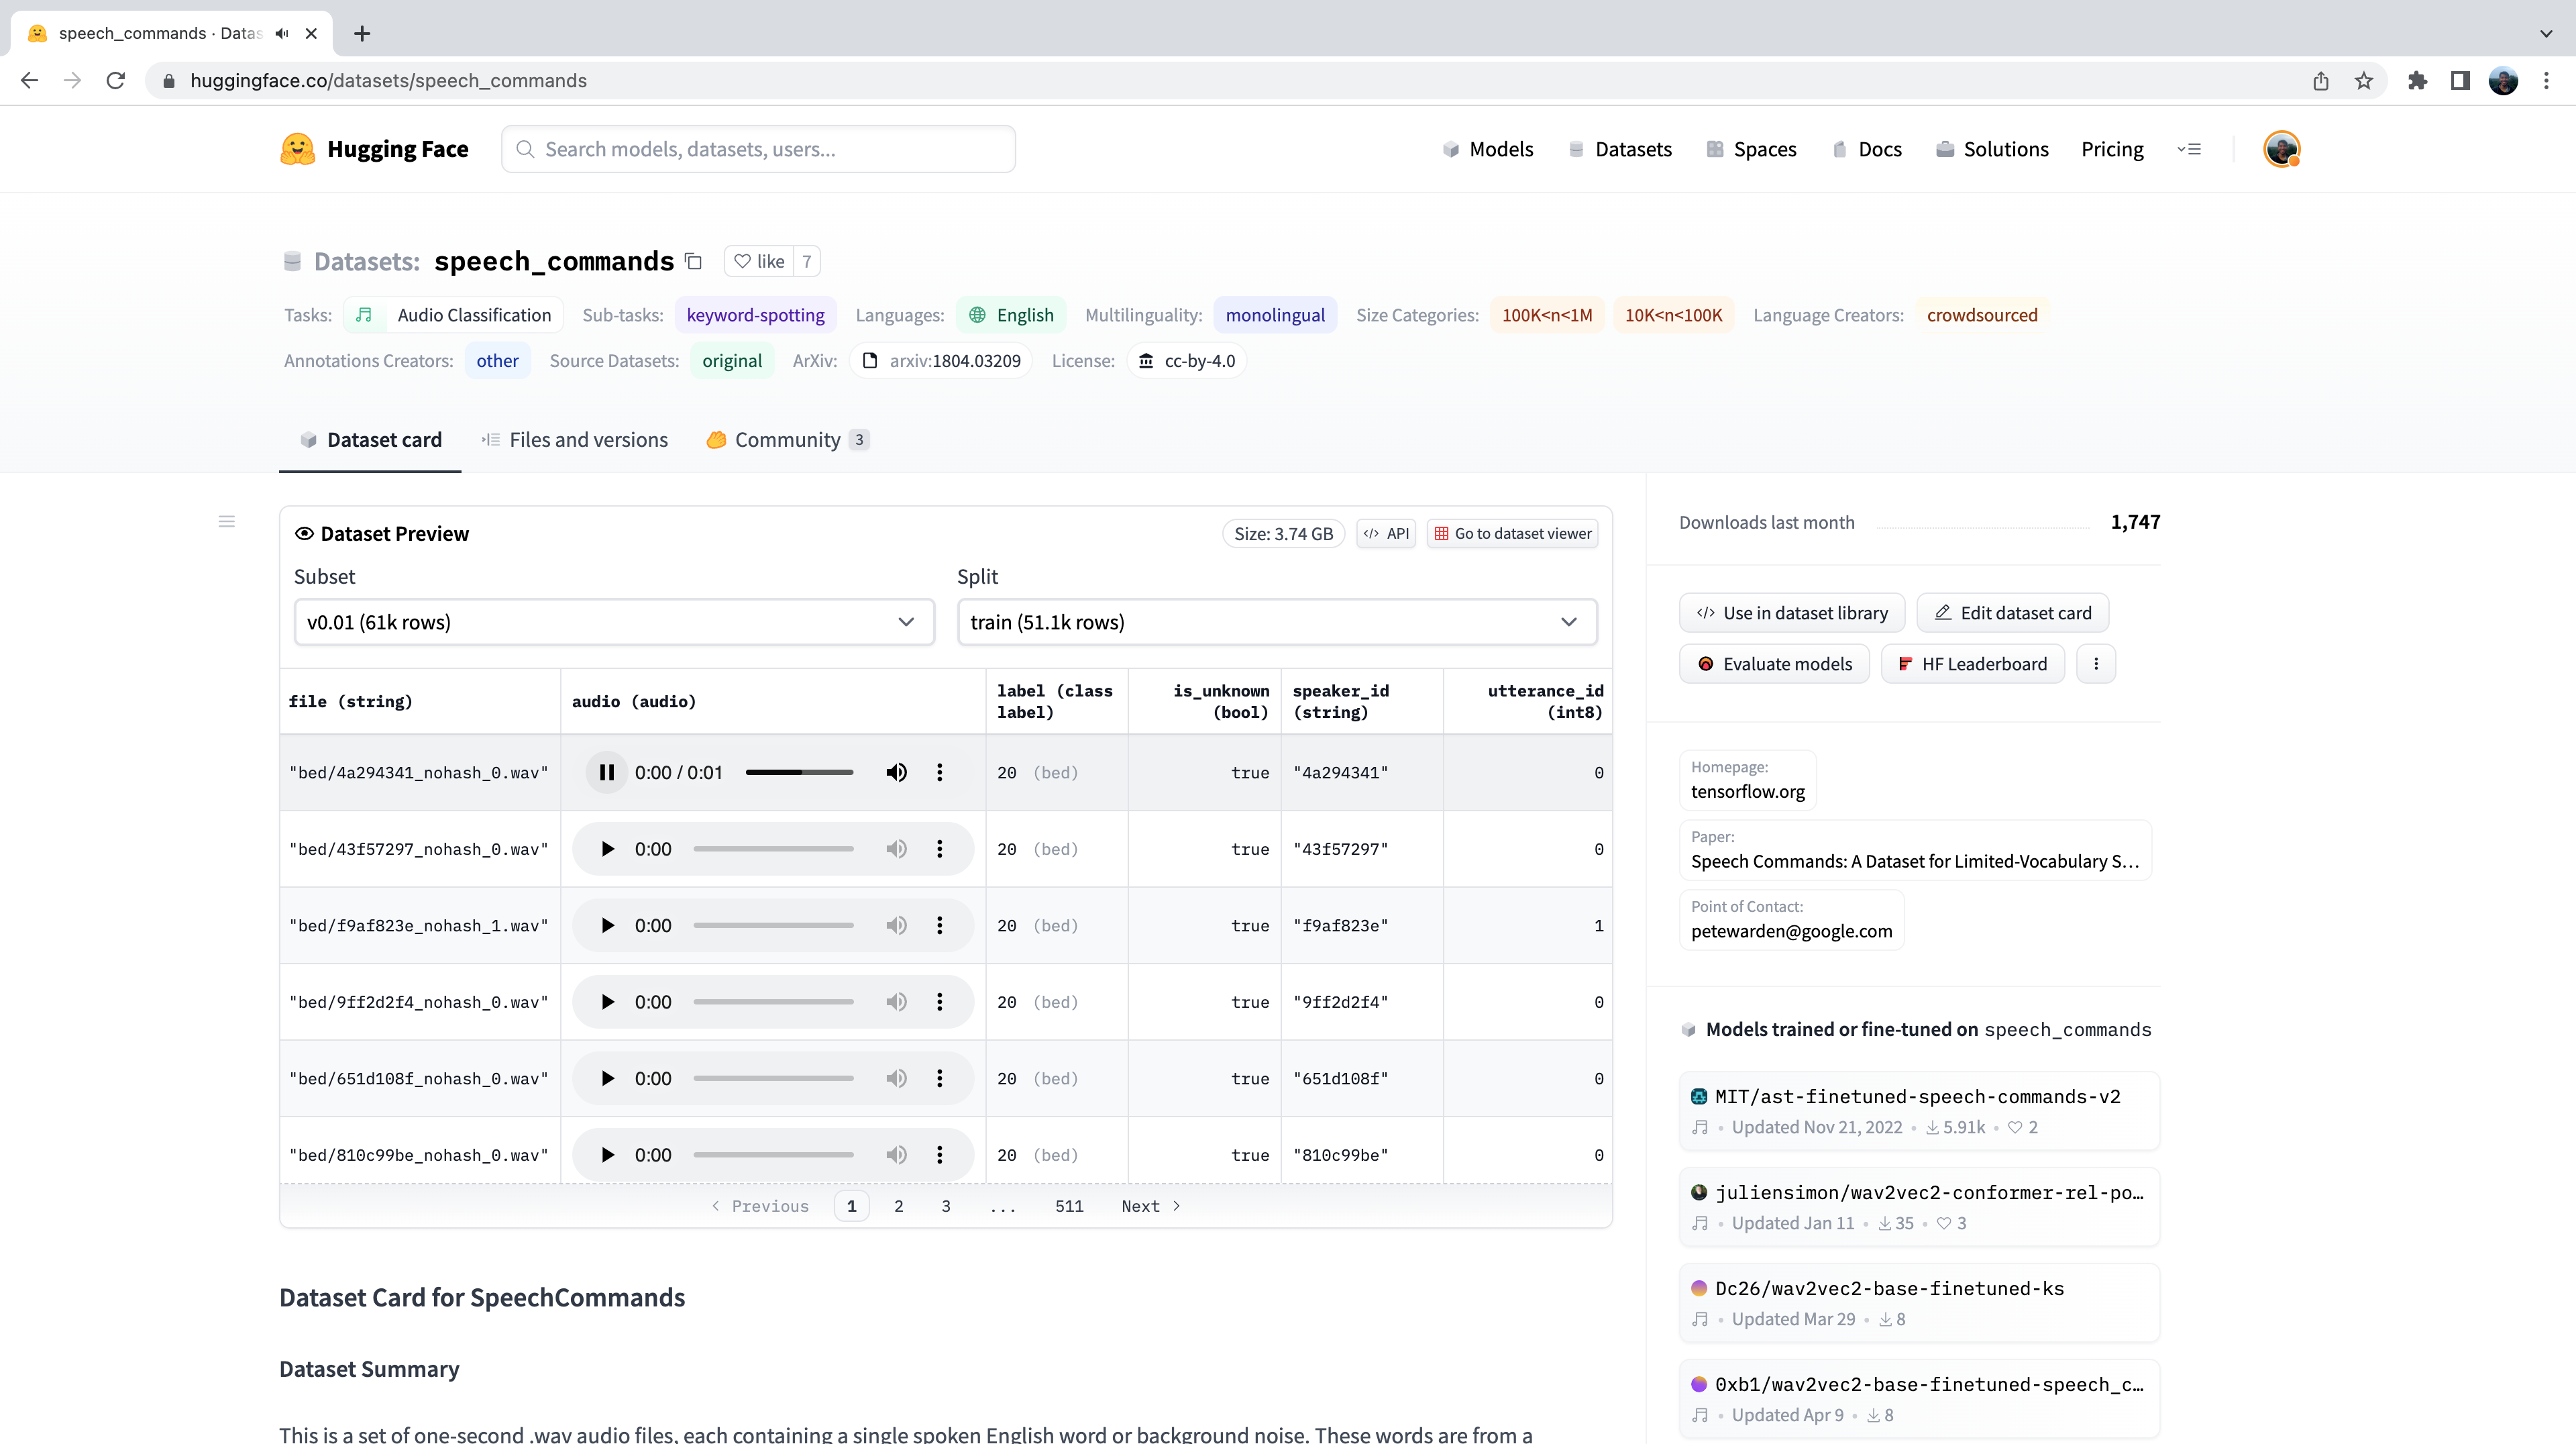 speech_commands · Datas
huggingface.co/datasets/speech_commands
Hugging Face
Search models, datasets, users...
Models
Datasets
Spaces
Docs
Solutions
Pricing
Datasets: speech_commands
like 7
Tasks: Audio Classification Sub-tasks: keyword-spotting Languages: English Multilinguality: monolingual Size Categories: 100K<n<1M 10K<n<100K Language Creators: crowdsourced
Annotations Creators: other Source Datasets: original ArXiv: arxiv:1804.03209 License: cc-by-4.0
Dataset card Files and versions Community 3
Dataset Preview
Size: 3.74 GB </> API Go to dataset viewer
Subset Split
v0.01 (61k rows) train (51.1k rows)
file (string) audio (audio) label (class label) is_unknown (bool) speaker_id (string) utterance_id (int8)
"bed/4a294341_nohash_0.wav" 0:00 / 0:01 20 (bed) true "4a294341" 0
"bed/43f57297_nohash_0.wav" 0:00 20 (bed) true "43f57297" 0
"bed/f9af823e_nohash_1.wav" 0:00 20 (bed) true "f9af823e" 1
"bed/9ff2d2f4_nohash_0.wav" 0:00 20 (bed) true "9ff2d2f4" 0
"bed/651d108f_nohash_0.wav" 0:00 20 (bed) true "651d108f" 0
"bed/810c99be_nohash_0.wav" 0:00 20 (bed) true "810c99be" 0
< Previous 1 2 3 ... 511 Next >
Dataset Card for SpeechCommands
Dataset Summary
This is a set of one-second .wav audio files, each containing a single spoken English word or background noise. These words are from a
Downloads last month 1,747
</> Use in dataset library Edit dataset card
Evaluate models HF Leaderboard
Homepage:
tensorflow.org
Paper:
Speech Commands: A Dataset for Limited-Vocabulary S...
Point of Contact:
petewarden@google.com
Models trained or fine-tuned on speech_commands
MIT/ast-finetuned-speech-commands-v2
Updated Nov 21, 2022 • 5.91k • 2
juliensimon/wav2vec2-conformer-rel-po...
Updated Jan 11 • 35 • 3
Dc26/wav2vec2-base-finetuned-ks
Updated Mar 29 • 8
0xb1/wav2vec2-base-finetuned-speech_c...
Updated Apr 9 • 8